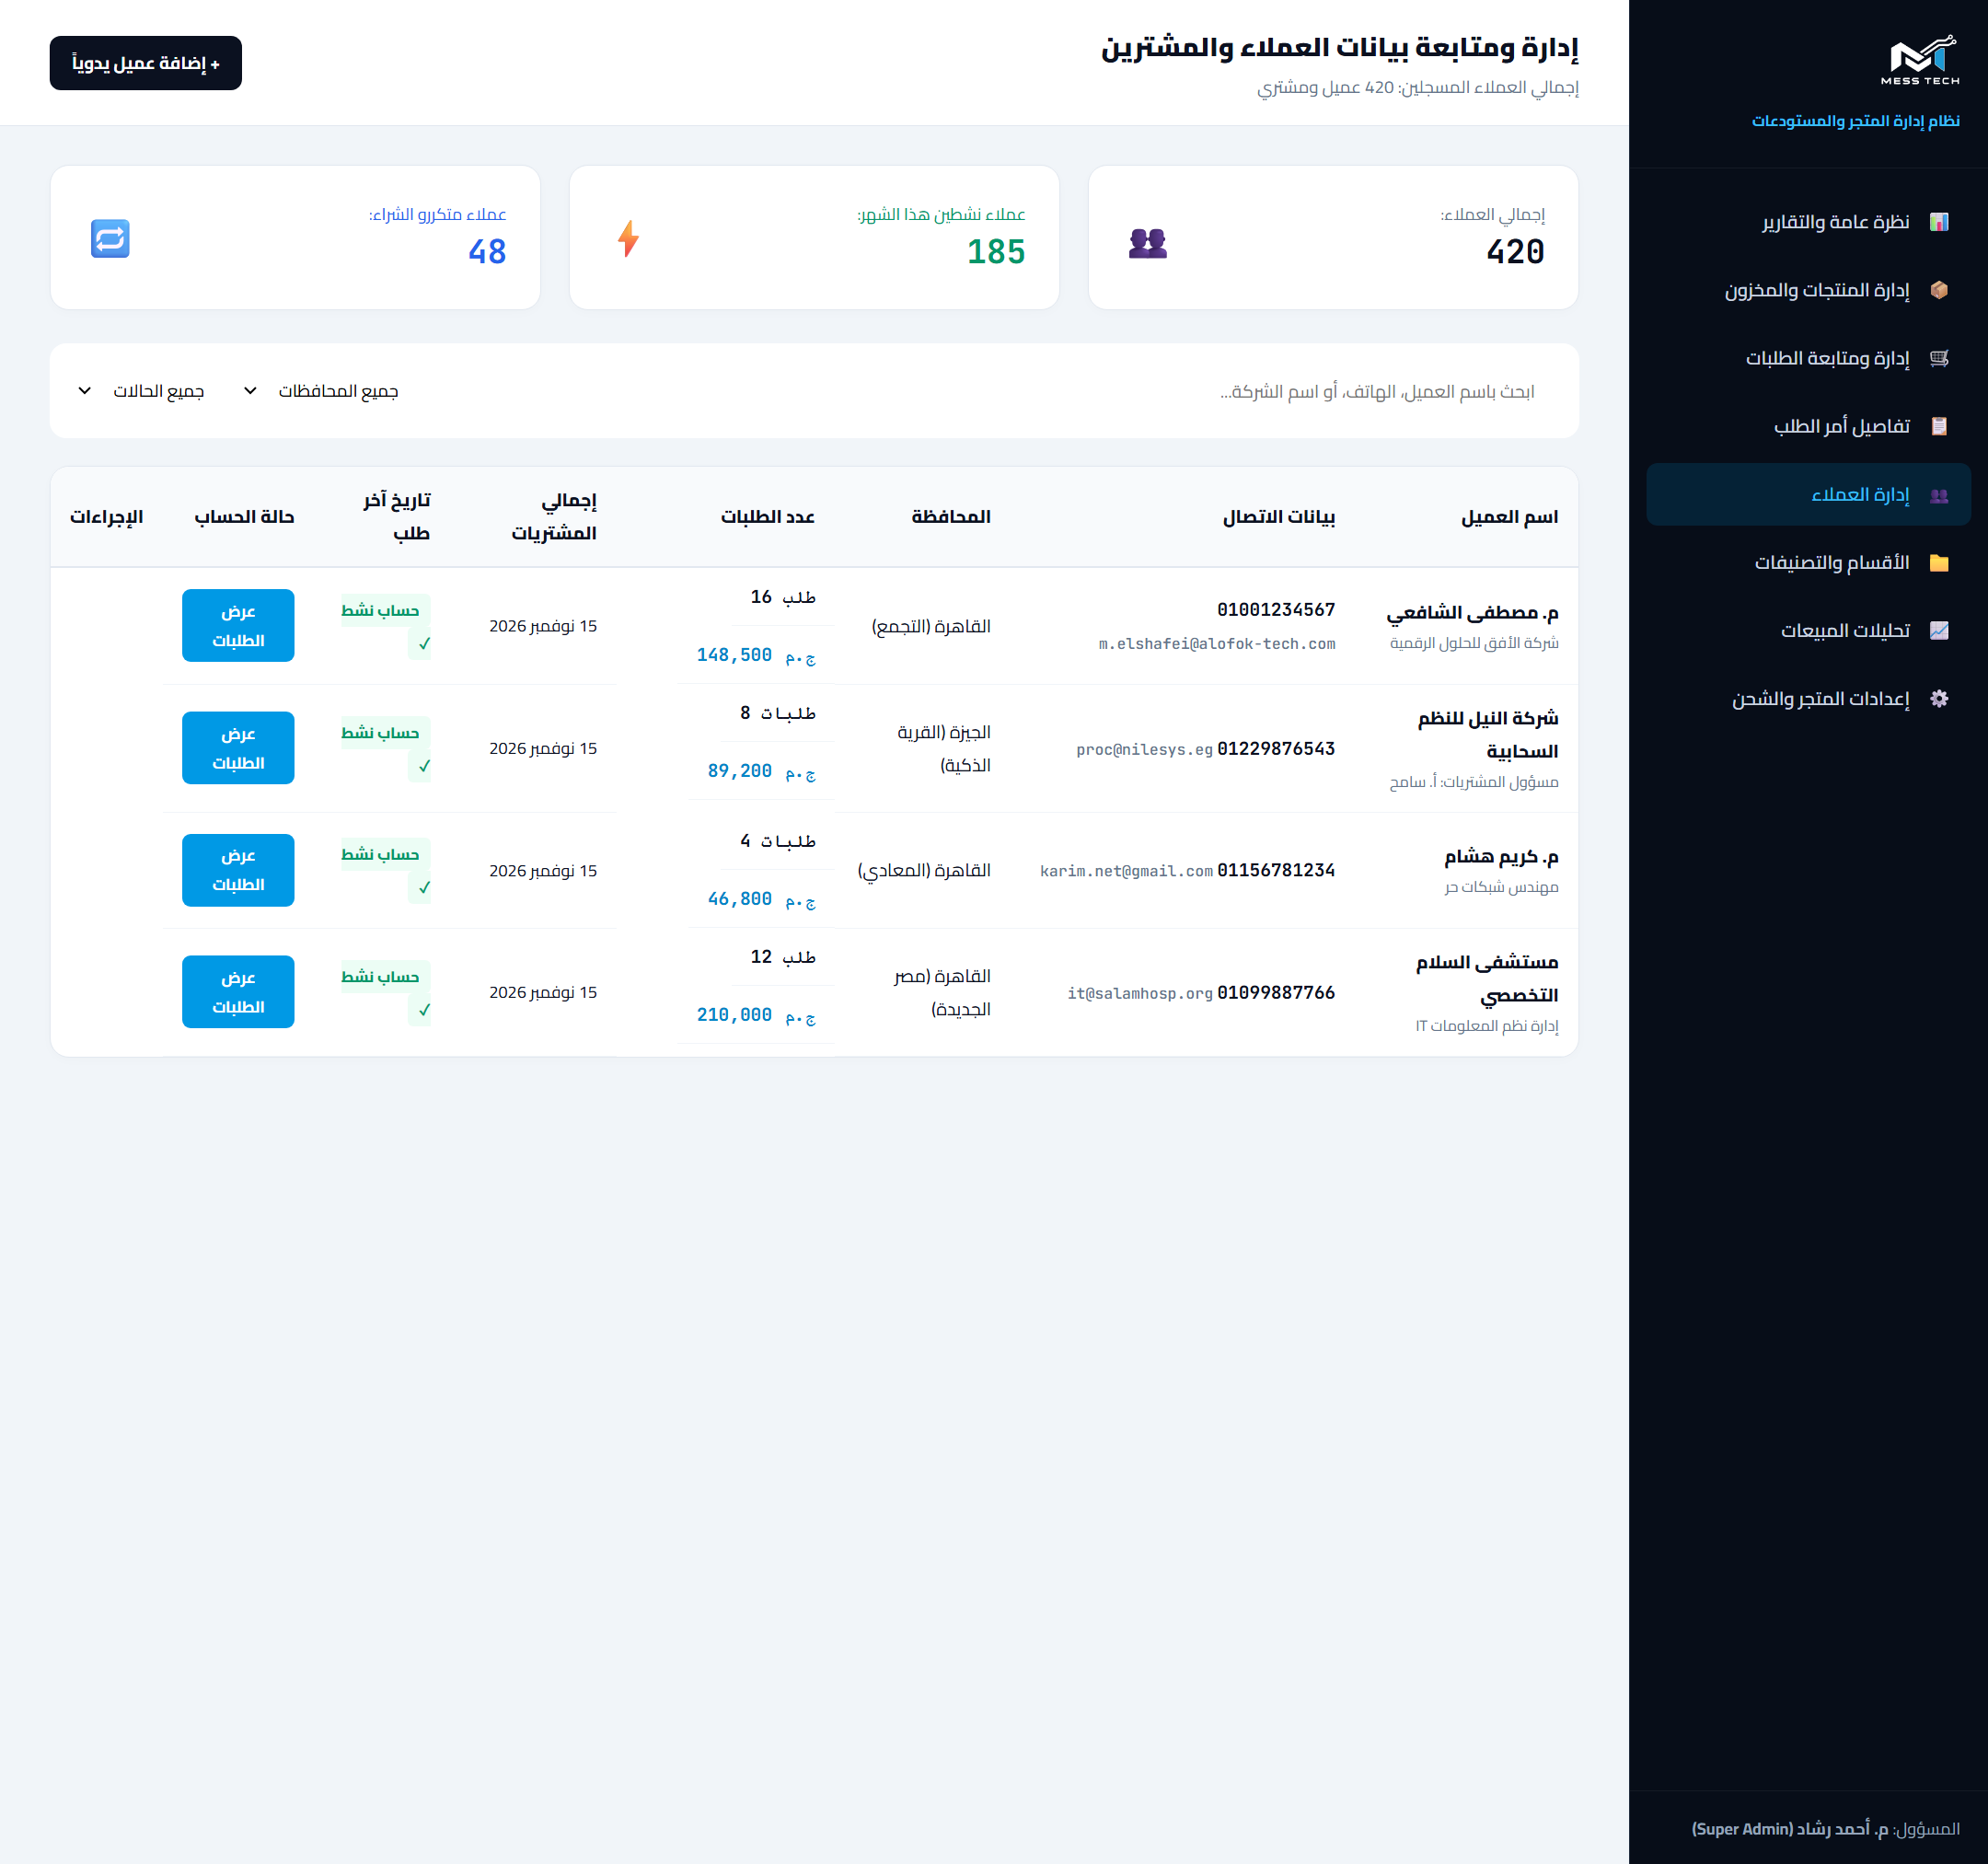 MESS TECH
نظام إدارة المتجر والمستودعات
نظرة عامة والتقارير
إدارة المنتجات والمخزون
إدارة ومتابعة الطلبات
تفاصيل أمر الطلب
إدارة العملاء
الأقسام والتصنيفات
تحليلات المبيعات
إعدادات المتجر والشحن
المسؤول: م. أحمد رشاد (Super Admin)
إدارة ومتابعة بيانات العملاء والمشترين
إجمالي العملاء المسجلين: 420 عميل ومشتري
+ إضافة عميل يدوياً
إجمالي العملاء:
420
عملاء نشطين هذا الشهر:
185
عملاء متكررو الشراء:
48
ابحث باسم العميل، الهاتف، أو اسم الشركة...
جميع المحافظات
جميع الحالات
اسم العميل
بيانات الاتصال
المحافظة
عدد الطلبات
إجمالي
المشتريات
تاريخ آخر
طلب
حالة الحساب
الإجراءات
م. مصطفى الشافعي
شركة الأفق للحلول الرقمية
01001234567
m.elshafei@alofok-tech.com
القاهرة (التجمع)
16 طلب
148,500 ج.م
15 نوفمبر 2026
حساب نشط
✓
عرض
الطلبات
شركة النيل للنظم
السحابية
مسؤول المشتريات: أ. سامح
01229876543 proc@nilesys.eg
الجيزة (القرية
الذكية)
8 طلبات
89,200 ج.م
15 نوفمبر 2026
حساب نشط
✓
عرض
الطلبات
م. كريم هشام
مهندس شبكات حر
01156781234 karim.net@gmail.com
القاهرة (المعادي)
4 طلبات
46,800 ج.م
15 نوفمبر 2026
حساب نشط
✓
عرض
الطلبات
مستشفى السلام
التخصصي
إدارة نظم المعلومات IT
01099887766 it@salamhosp.org
القاهرة (مصر
الجديدة)
12 طلب
210,000 ج.م
15 نوفمبر 2026
حساب نشط
✓
عرض
الطلبات